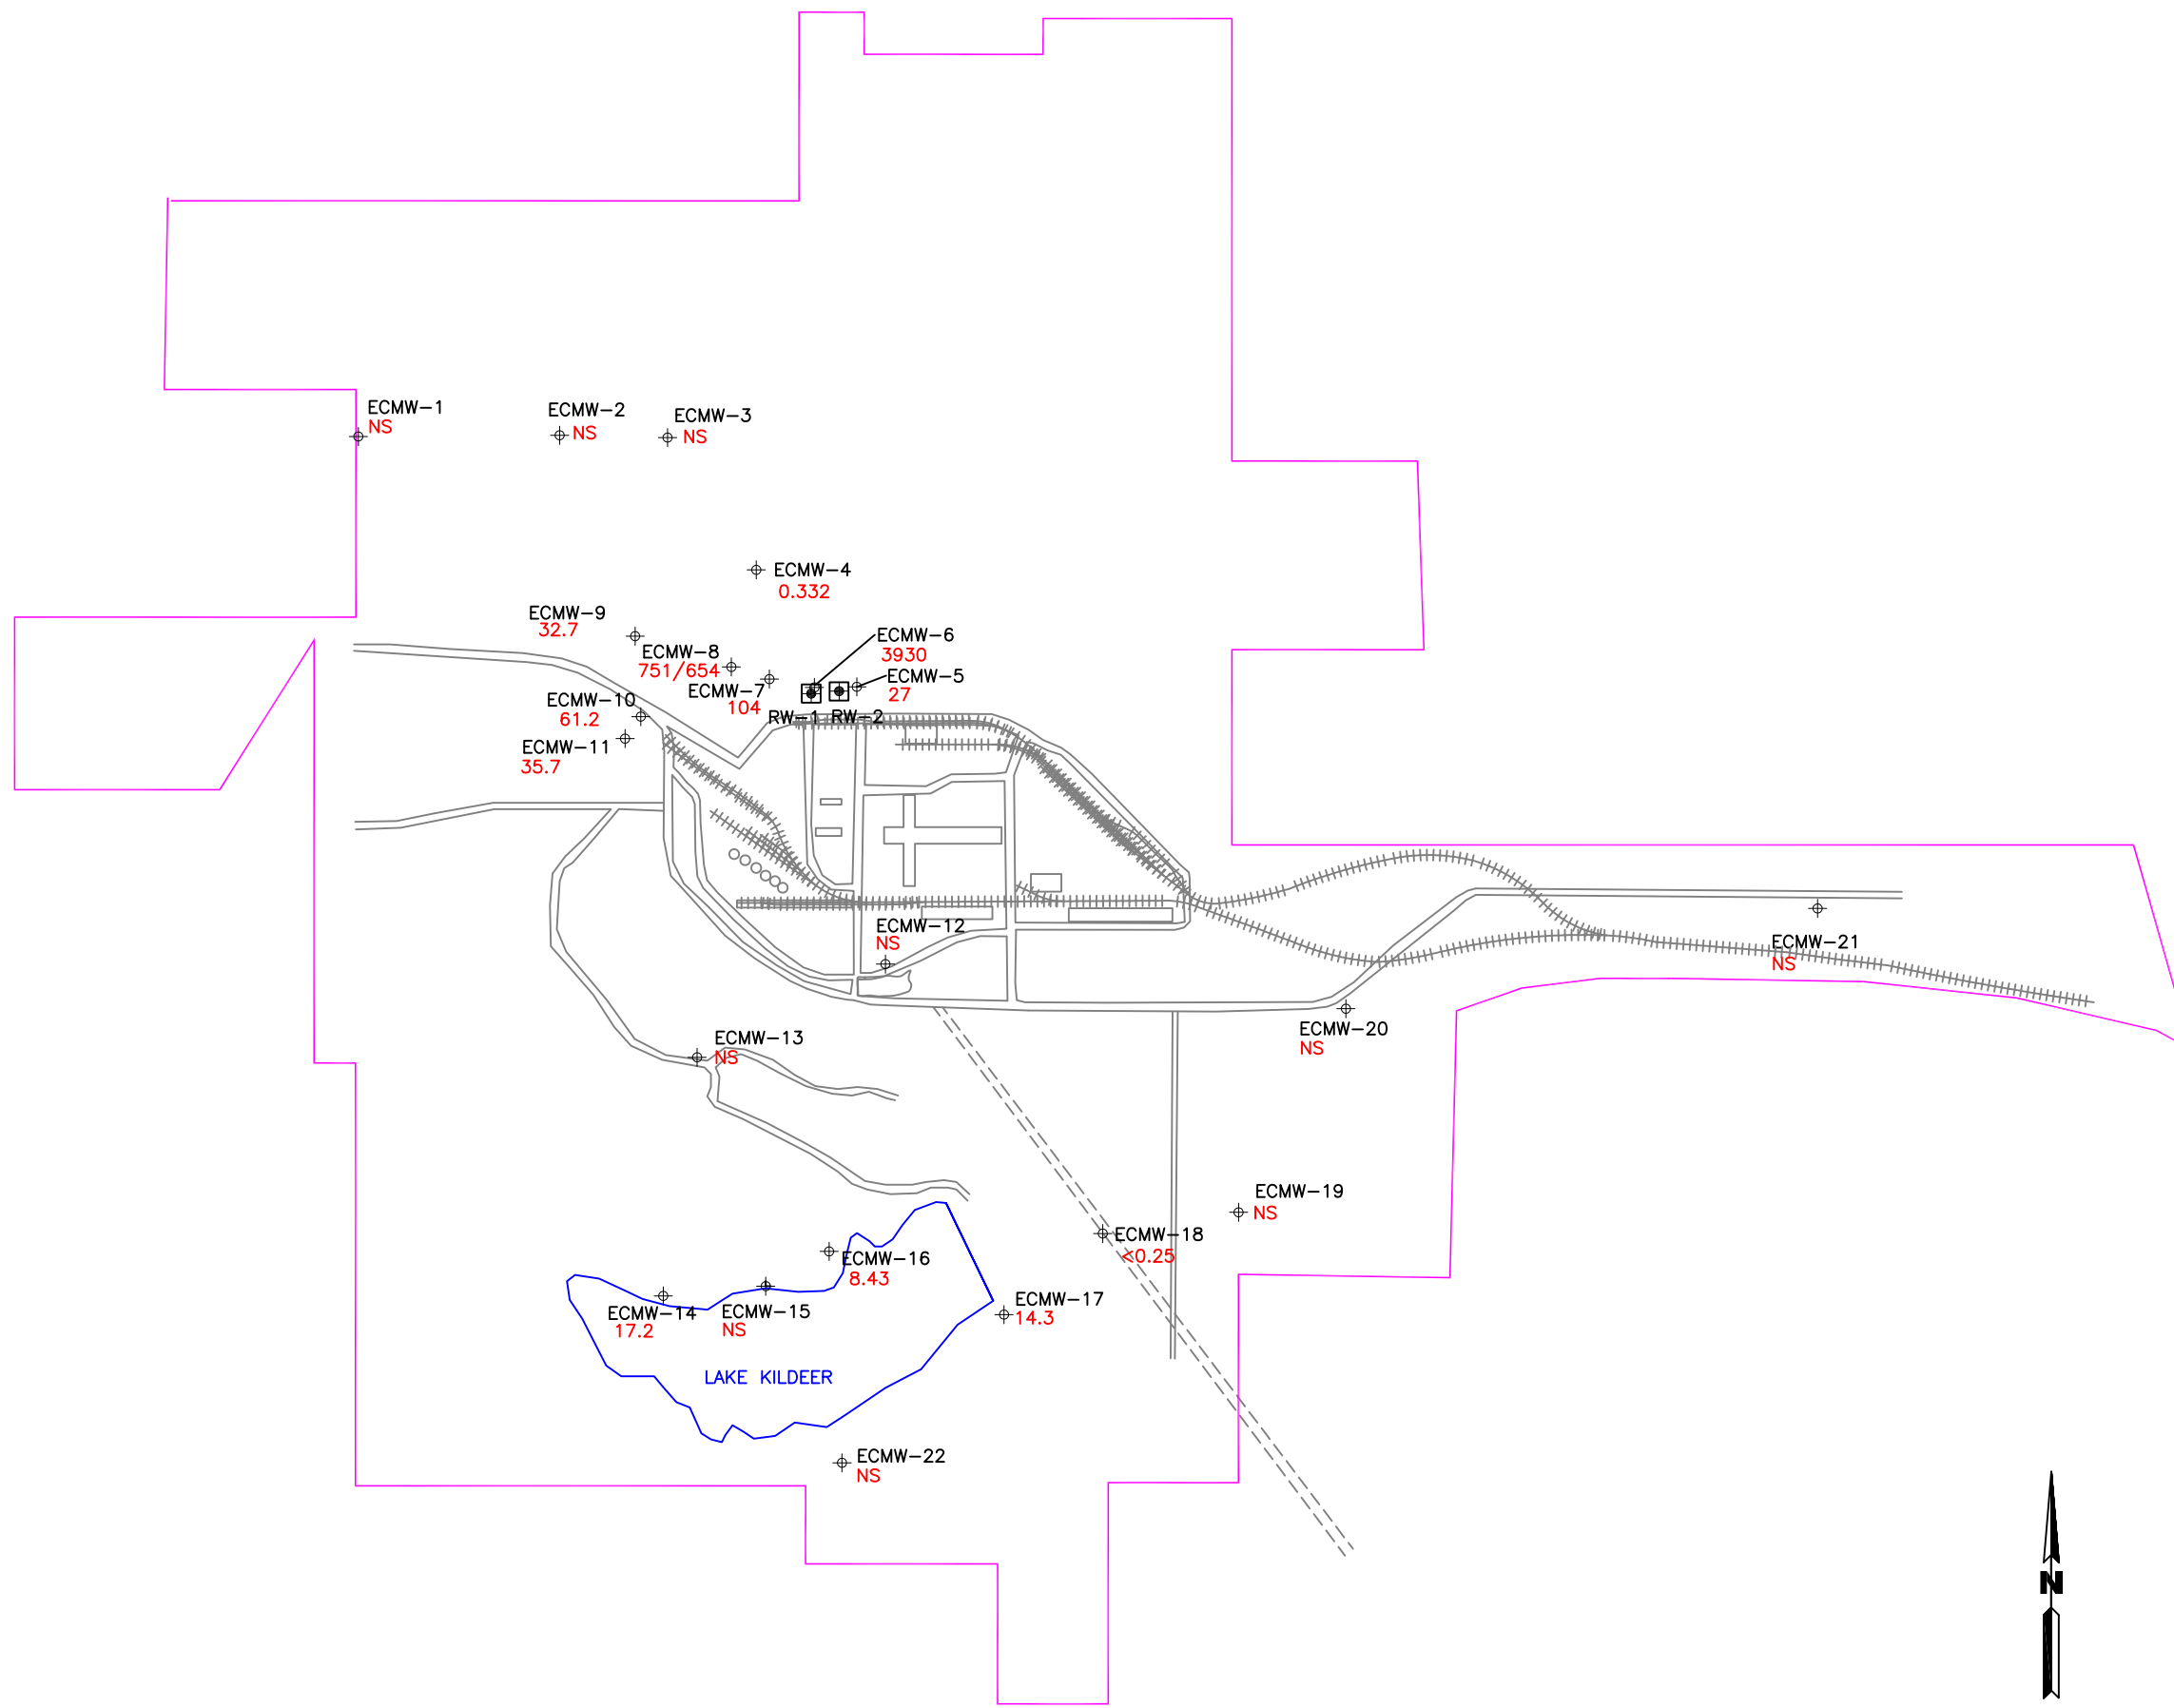 ECMW-1
NS
ECMW-2
NS
ECMW-3
NS
ECMW-4
0.332
ECMW-9
32.7
ECMW-6
3930
ECMW-8
751/654
ECMW-5
27
ECMW-7
104
ECMW-10
61.2
RW-1
RW-2
ECMW-11
35.7
ECMW-12
NS
ECMW-21
NS
ECMW-20
NS
ECMW-13
NS
ECMW-19
NS
ECMW-18
<0.25
ECMW-16
8.43
ECMW-17
14.3
ECMW-14
17.2
ECMW-15
NS
LAKE KILDEER
ECMW-22
NS
N